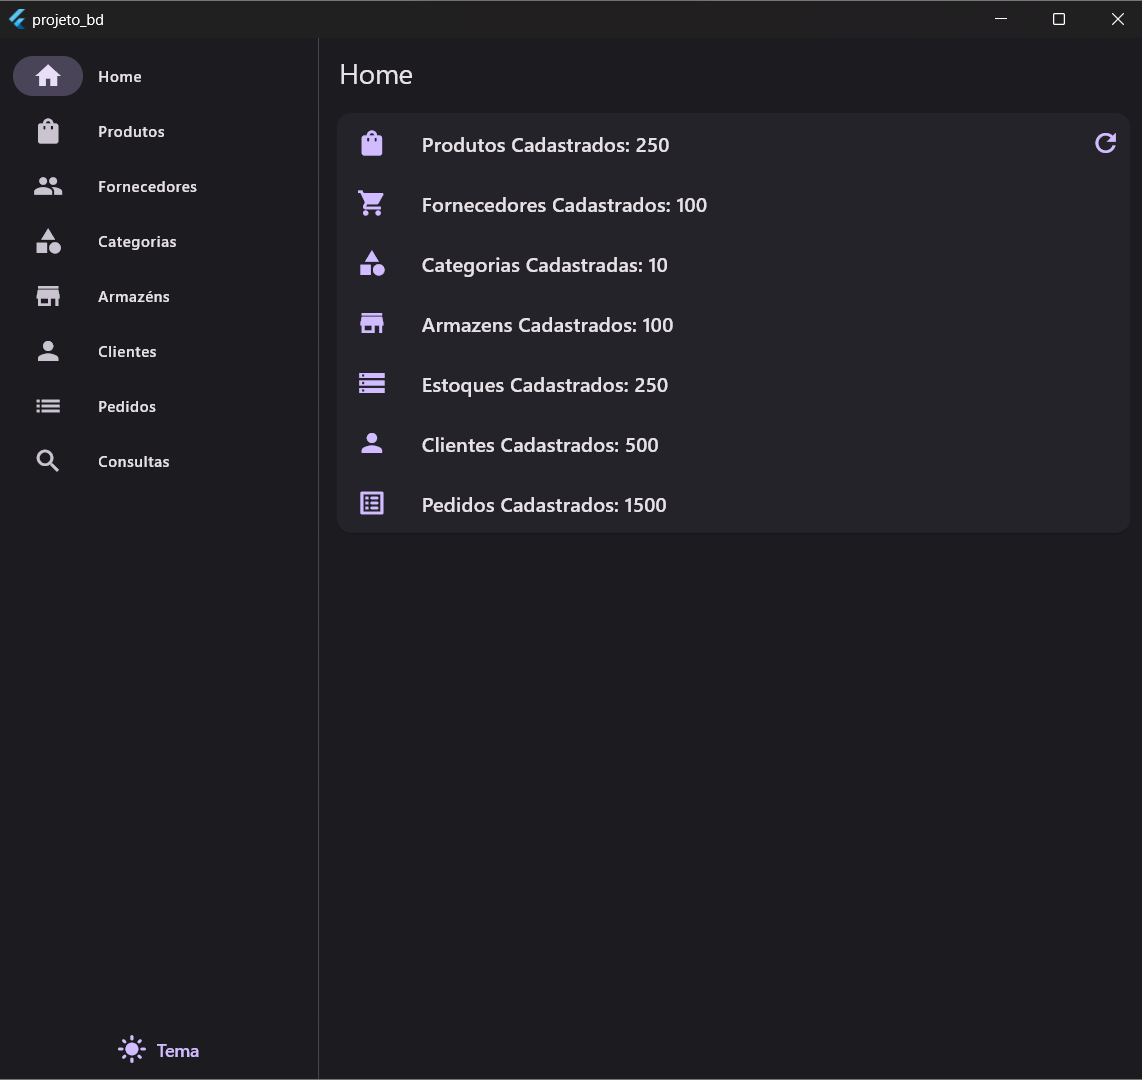 projeto_bd
Home
Produtos
Fornecedores
Categorias
Armazéns
Clientes
Pedidos
Consultas
Tema
Home
Produtos Cadastrados: 250
Fornecedores Cadastrados: 100
Categorias Cadastradas: 10
Armazens Cadastrados: 100
Estoques Cadastrados: 250
Clientes Cadastrados: 500
Pedidos Cadastrados: 1500